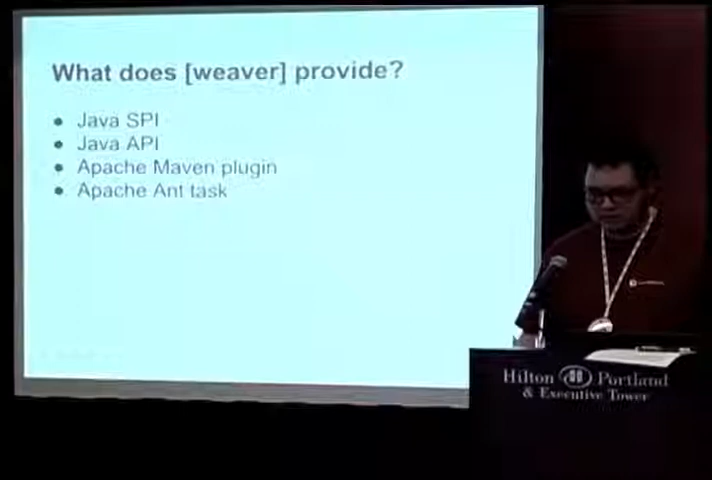 What does [weaver] provide?
● Java SPI
● Java API
● Apache Maven plugin
● Apache Ant task
Hilton Portland
& Executive Tower